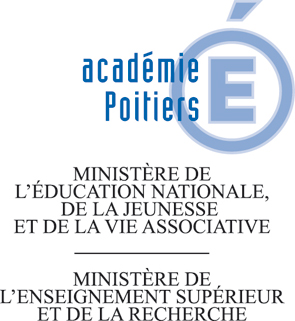 académie
Poitiers
É
MINISTÈRE DE
L'ÉDUCATION NATIONALE,
DE LA JEUNESSE
ET DE LA VIE ASSOCIATIVE
MINISTÈRE DE
L'ENSEIGNEMENT SUPÉRIEUR
ET DE LA RECHERCHE